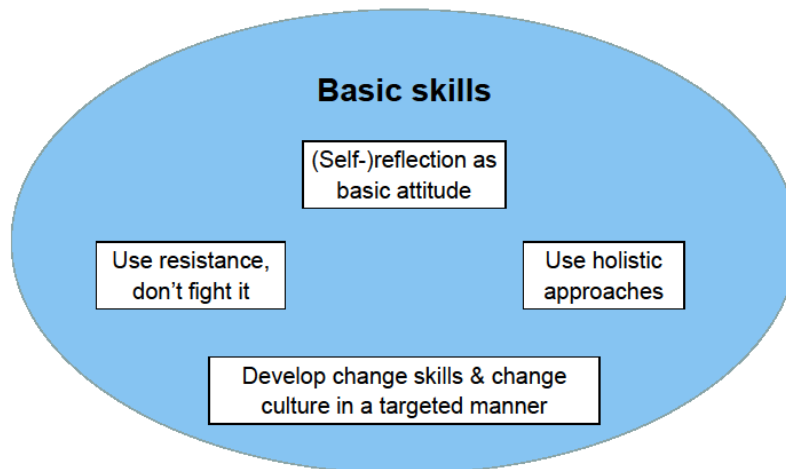 Basic skills
(Self-)reflection as
basic attitude
Use resistance,
don’t fight it
Use holistic
approaches
Develop change skills & change
culture in a targeted manner